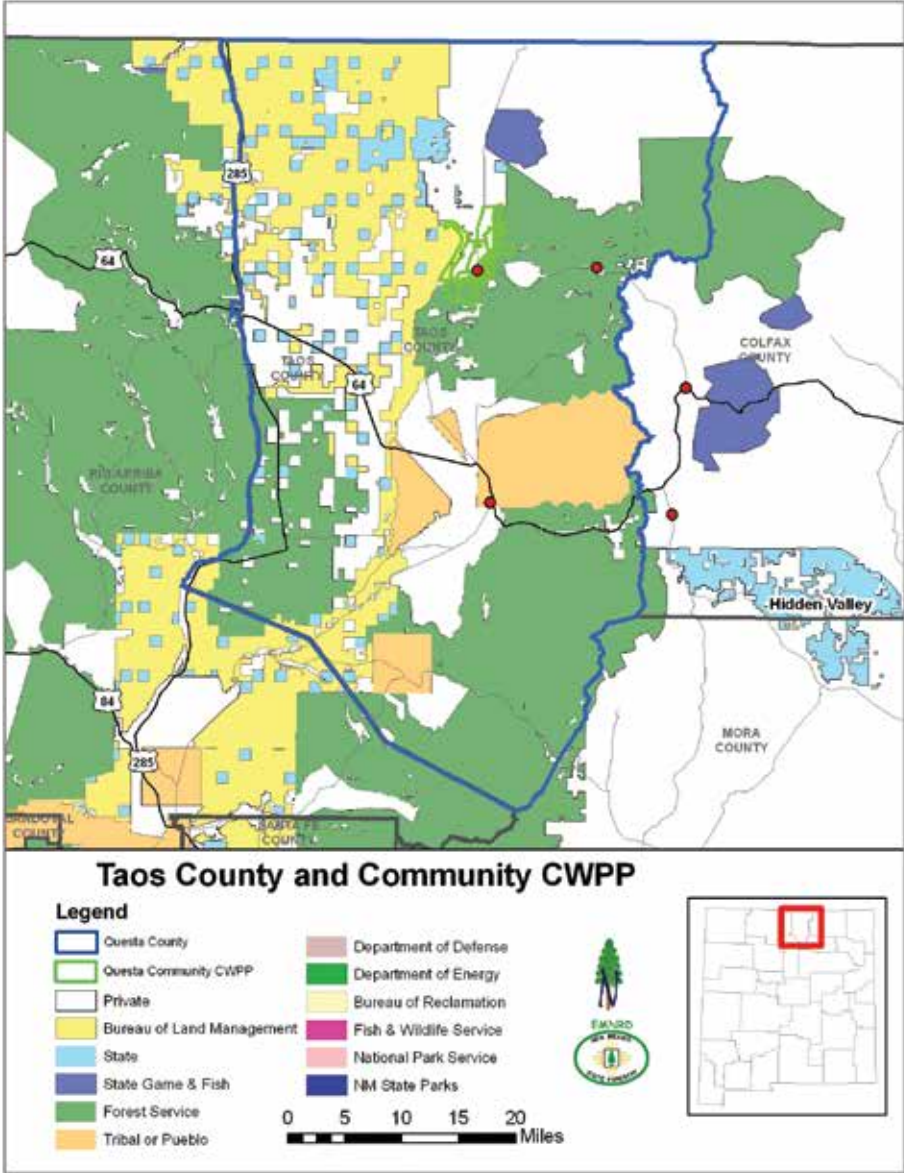 285
64
TAOS
COUNTY
COLFAX
COUNTY
TAOS
COUNTY
64
COUNTY
Hidden Valley
84
MORA
COUNTY
285
COUNTY
SANTA FE
COUNTY
Taos County and Community CWPP
Legend
Questa County
Questa Community CWPP
Private
Bureau of Land Management
State
State Game & Fish
Forest Service
Tribal or Pueblo
Department of Defense
Department of Energy
Bureau of Reclamation
Fish & Wildlife Service
National Park Service
NM State Parks
0 5 10 15 20
Miles
EMNRD